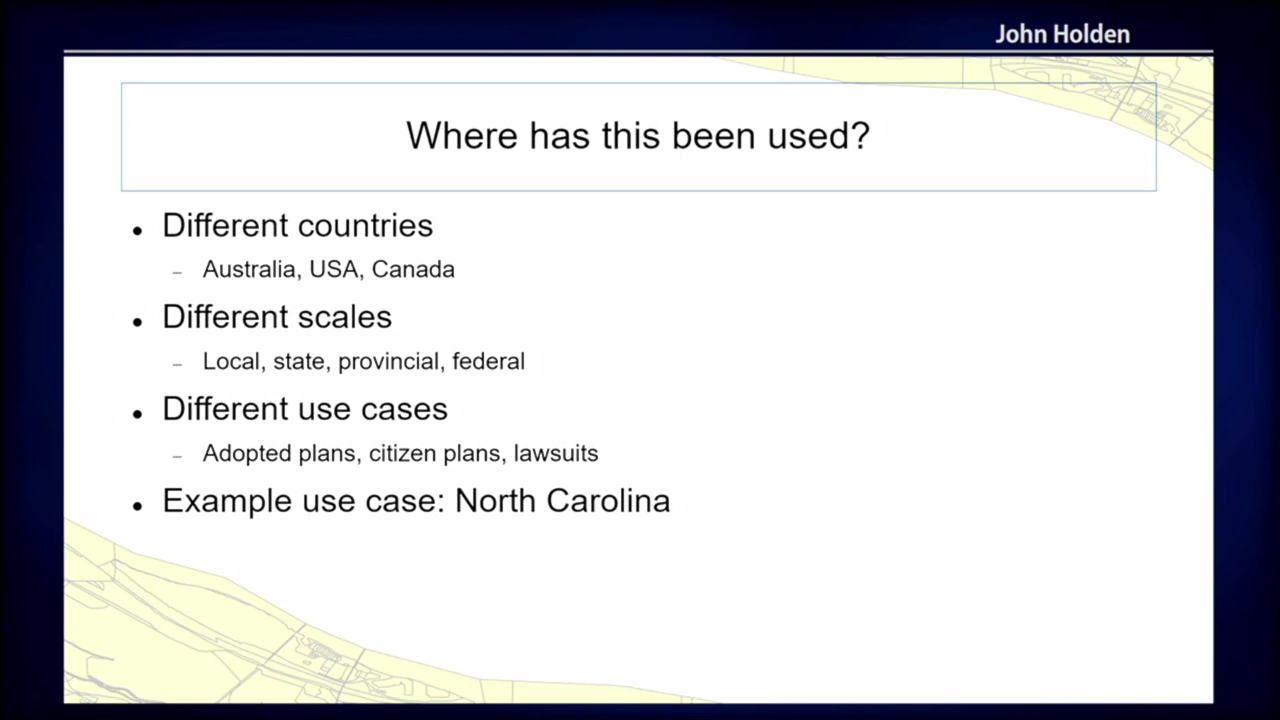 John Holden
Where has this been used?
● Different countries
– Australia, USA, Canada
● Different scales
– Local, state, provincial, federal
● Different use cases
– Adopted plans, citizen plans, lawsuits
● Example use case: North Carolina